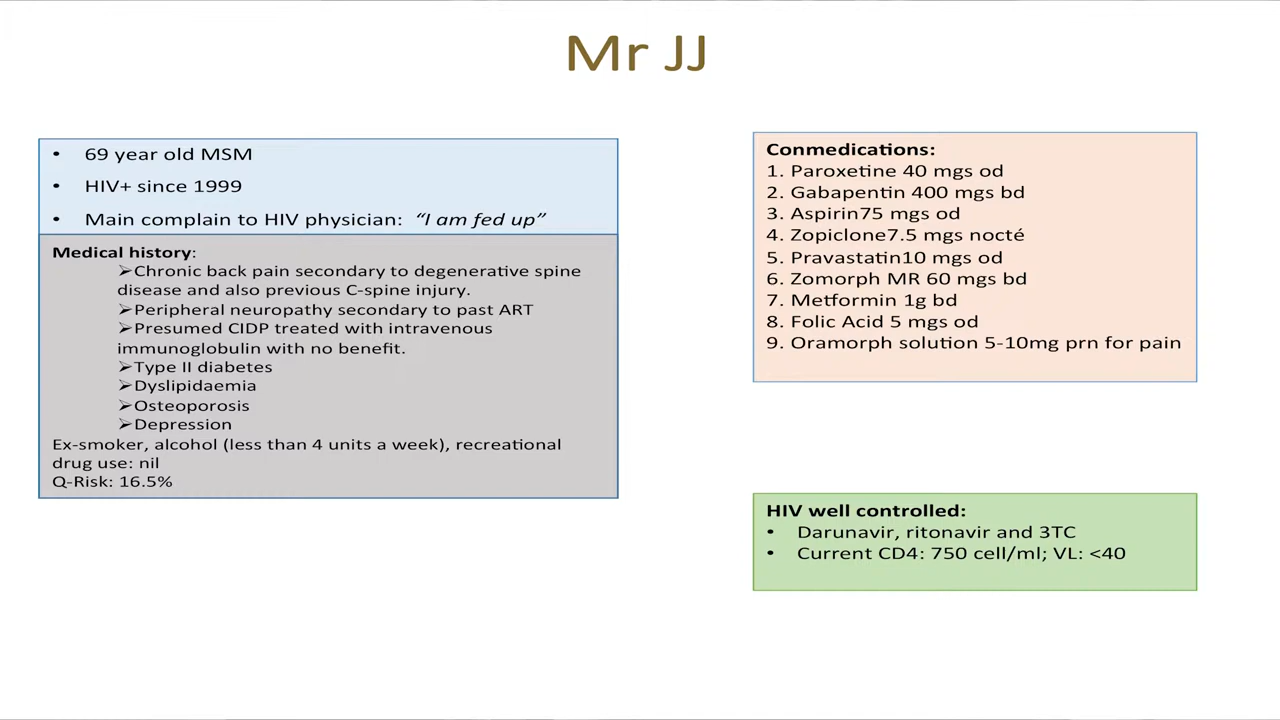 Mr JJ
• 69 year old MSM
• HIV+ since 1999
• Main complain to HIV physician: “I am fed up”
Medical history:
➢Chronic back pain secondary to degenerative spine
disease and also previous C-spine injury.
➢Peripheral neuropathy secondary to past ART
➢Presumed CIDP treated with intravenous
immunoglobulin with no benefit.
➢Type II diabetes
➢Dyslipidaemia
➢Osteoporosis
➢Depression
Ex-smoker, alcohol (less than 4 units a week), recreational
drug use: nil
Q-Risk: 16.5%
Conmedications:
1. Paroxetine 40 mgs od
2. Gabapentin 400 mgs bd
3. Aspirin75 mgs od
4. Zopiclone7.5 mgs nocté
5. Pravastatin10 mgs od
6. Zomorph MR 60 mgs bd
7. Metformin 1g bd
8. Folic Acid 5 mgs od
9. Oramorph solution 5-10mg prn for pain
HIV well controlled:
• Darunavir, ritonavir and 3TC
• Current CD4: 750 cell/ml; VL: <40